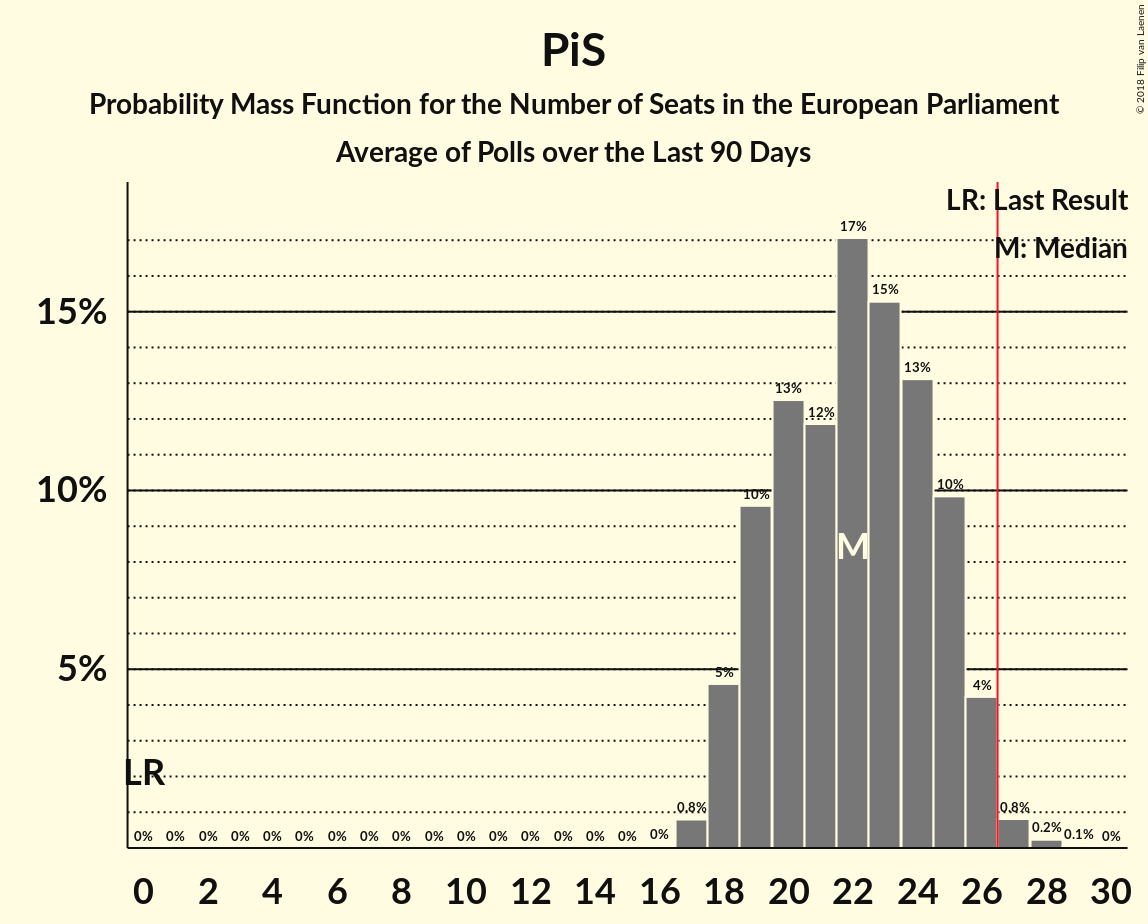 PiS
Probability Mass Function for the Number of Seats in the European Parliament
Average of Polls over the Last 90 Days
© 2018 Filip van Laenen
LR: Last Result
M: Median
17%
15%
15%
13%
13%
12%
10%
10%
10%
M
5%
5%
4%
LR
0% 0% 0% 0% 0% 0% 0% 0% 0% 0% 0% 0% 0% 0% 0% 0% 0% 0.8% 0.8% 0.2% 0.1% 0%
0 2 4 6 8 10 12 14 16 18 20 22 24 26 28 30